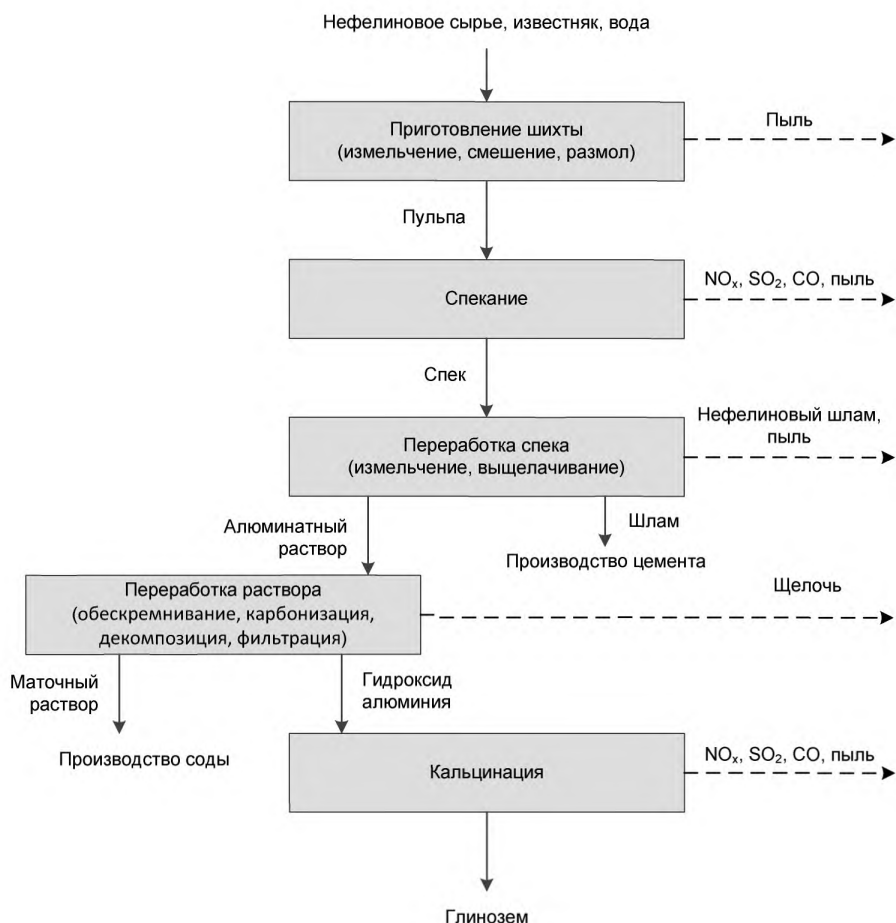 Нефелиновое сырье, известняк, вода
Приготовление шихты
(измельчение, смешение, размол)
Пыль
Пульпа
Спекание
NOₓ, SO₂, CO, пыль
Спек
Переработка спека
(измельчение, выщелачивание)
Нефелиновый шлам,
пыль
Алюминатный
раствор
Шлам
Производство цемента
Переработка раствора
(обескремнивание, карбонизация,
декомпозиция, фильтрация)
Щелочь
Маточный
раствор
Гидроксид
алюминия
Производство соды
Кальцинация
NOₓ, SO₂, CO, пыль
Глинозем